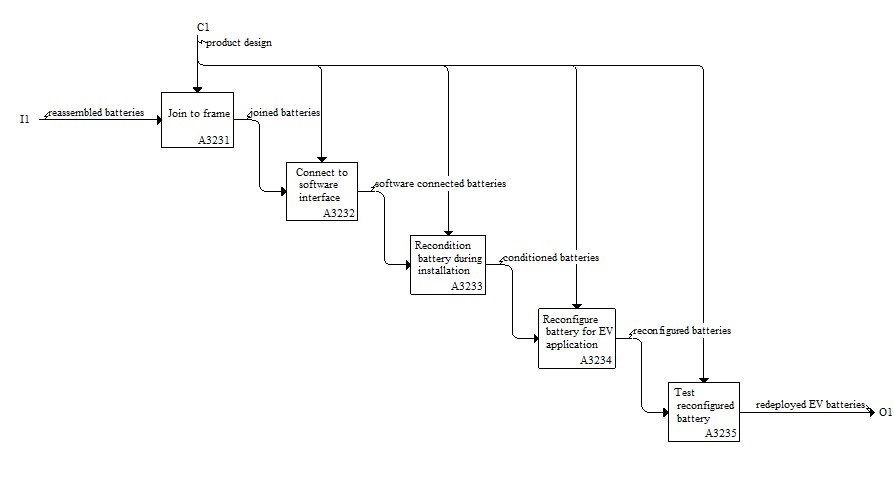 C1
product design
I1
reassembled batteries
Join to frame
A3231
joined batteries
Connect to
software
interface
A3232
software connected batteries
Recondition
battery during
installation
A3233
conditioned batteries
Reconfigure
battery for EV
application
A3234
reconfigured batteries
Test
reconfigured
battery
A3235
redeployed EV batteries
O1